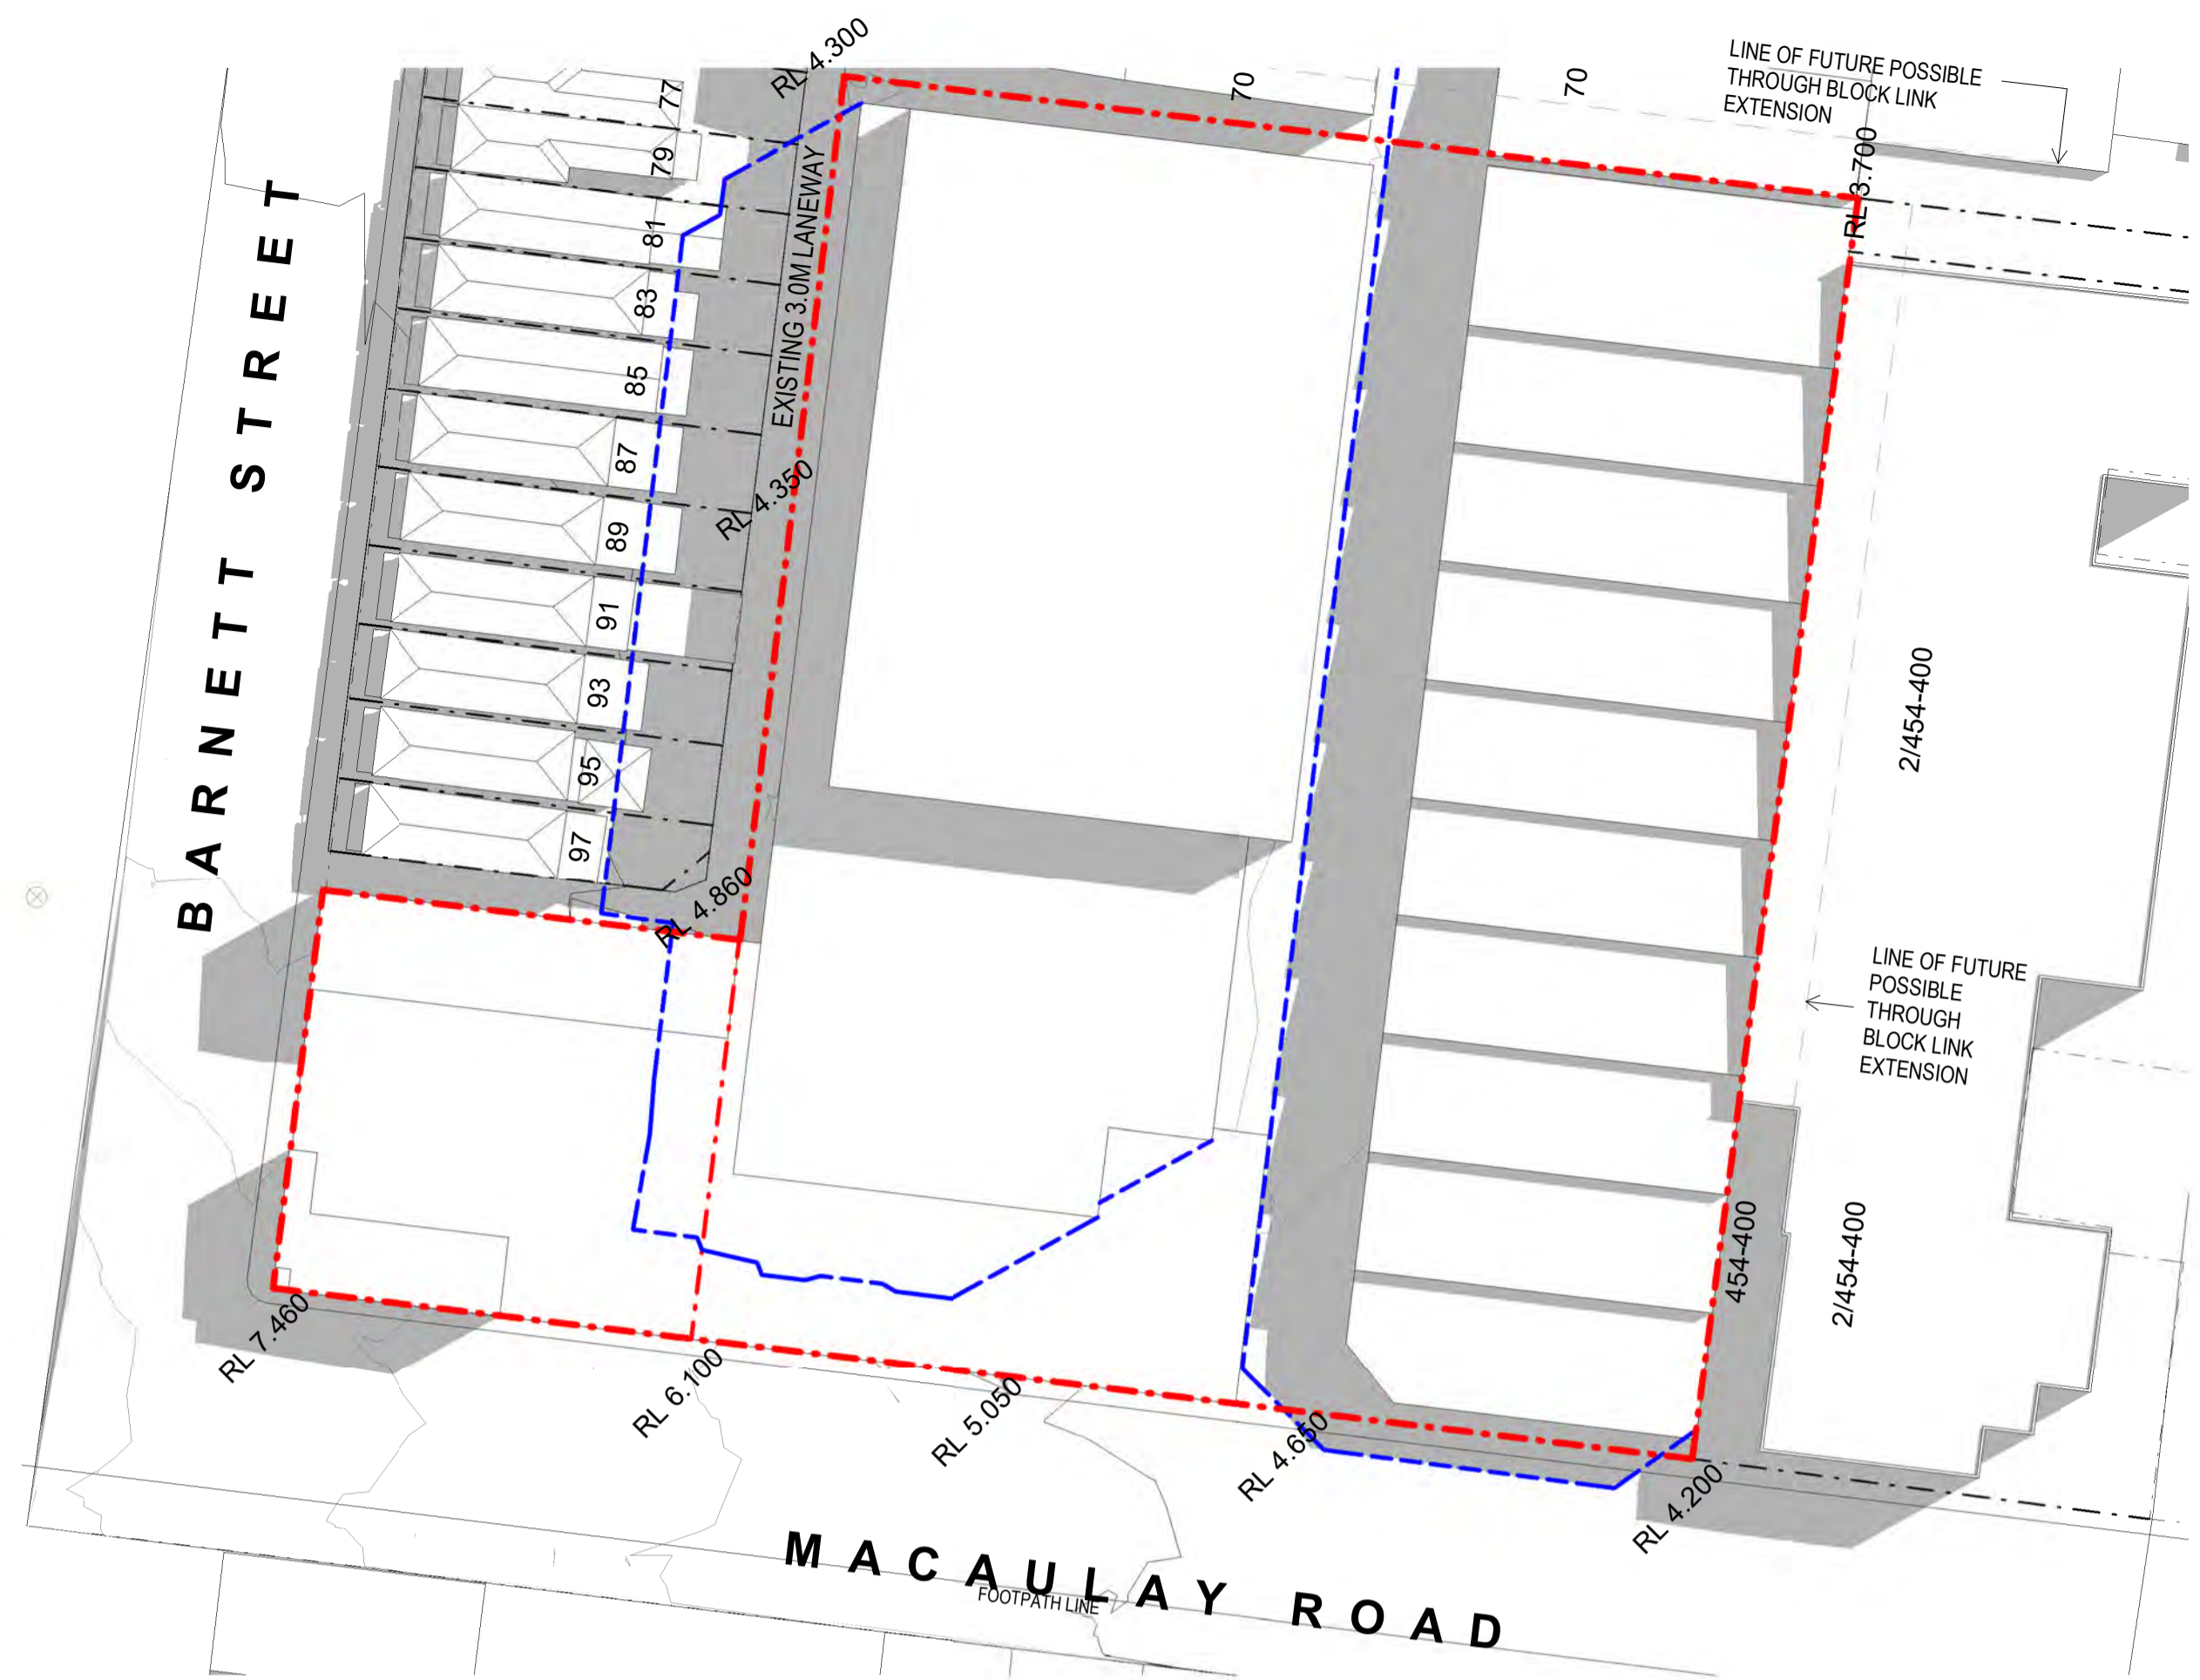 RL 4.300
LINE OF FUTURE POSSIBLE
THROUGH BLOCK LINK
EXTENSION
70
70
77
79
81
83
85
87
89
91
93
95
97
EXISTING 3.0M LANEWAY
RL 3.700
RL 4.350
BARNETT STREET
2/454-400
RL 4.860
LINE OF FUTURE
POSSIBLE
THROUGH
BLOCK LINK
EXTENSION
454-400
2/454-400
RL 7.460
RL 6.100
RL 5.050
RL 4.650
RL 4.200
MACAULAY ROAD
FOOTPATH LINE